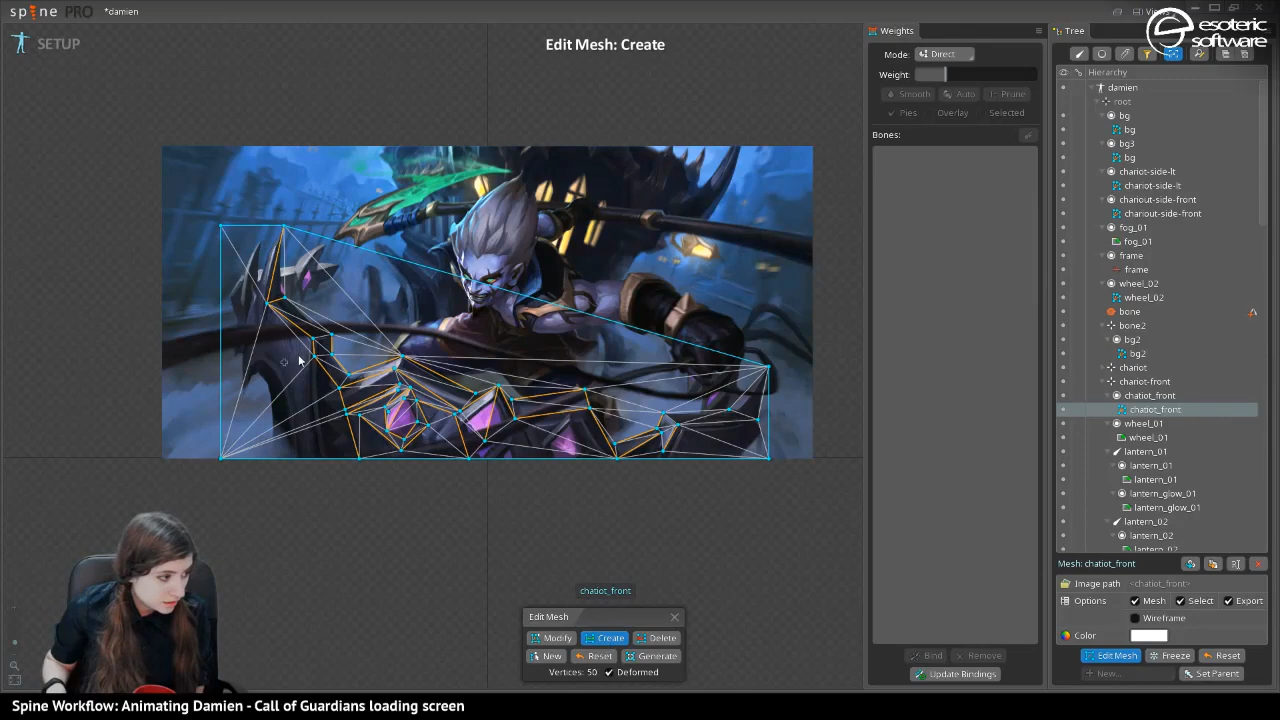 spine PRO
*damien
Views
SETUP
Edit Mesh: Create
esoteric
software
Weights
Tree
Mode:
Direct
Weight:
Smooth
Auto
Prune
Pies
Overlay
Selected
Bones:
Hierarchy
damien
root
bg
bg
bg3
bg
chariot-side-lt
chariot-side-lt
chariout-side-front
chariout-side-front
fog_01
fog_01
frame
frame
wheel_02
wheel_02
bone
bone2
bg2
bg2
chariot
chariot-front
chatiot_front
chatiot_front
wheel_01
wheel_01
lantern_01
lantern_01
lantern_01
lantern_glow_01
lantern_glow_01
lantern_02
lantern_02
lantern_02
Mesh: chatiot_front
Image path
<chatiot_front>
Options
Mesh
Select
Export
Wireframe
Color
Edit Mesh
Freeze
Reset
New...
Set Parent
Bind
Remove
Update Bindings
chatiot_front
Edit Mesh
Modify
Create
Delete
New
Reset
Generate
Vertices: 50
Deformed
Spine Workflow: Animating Damien - Call of Guardians loading screen